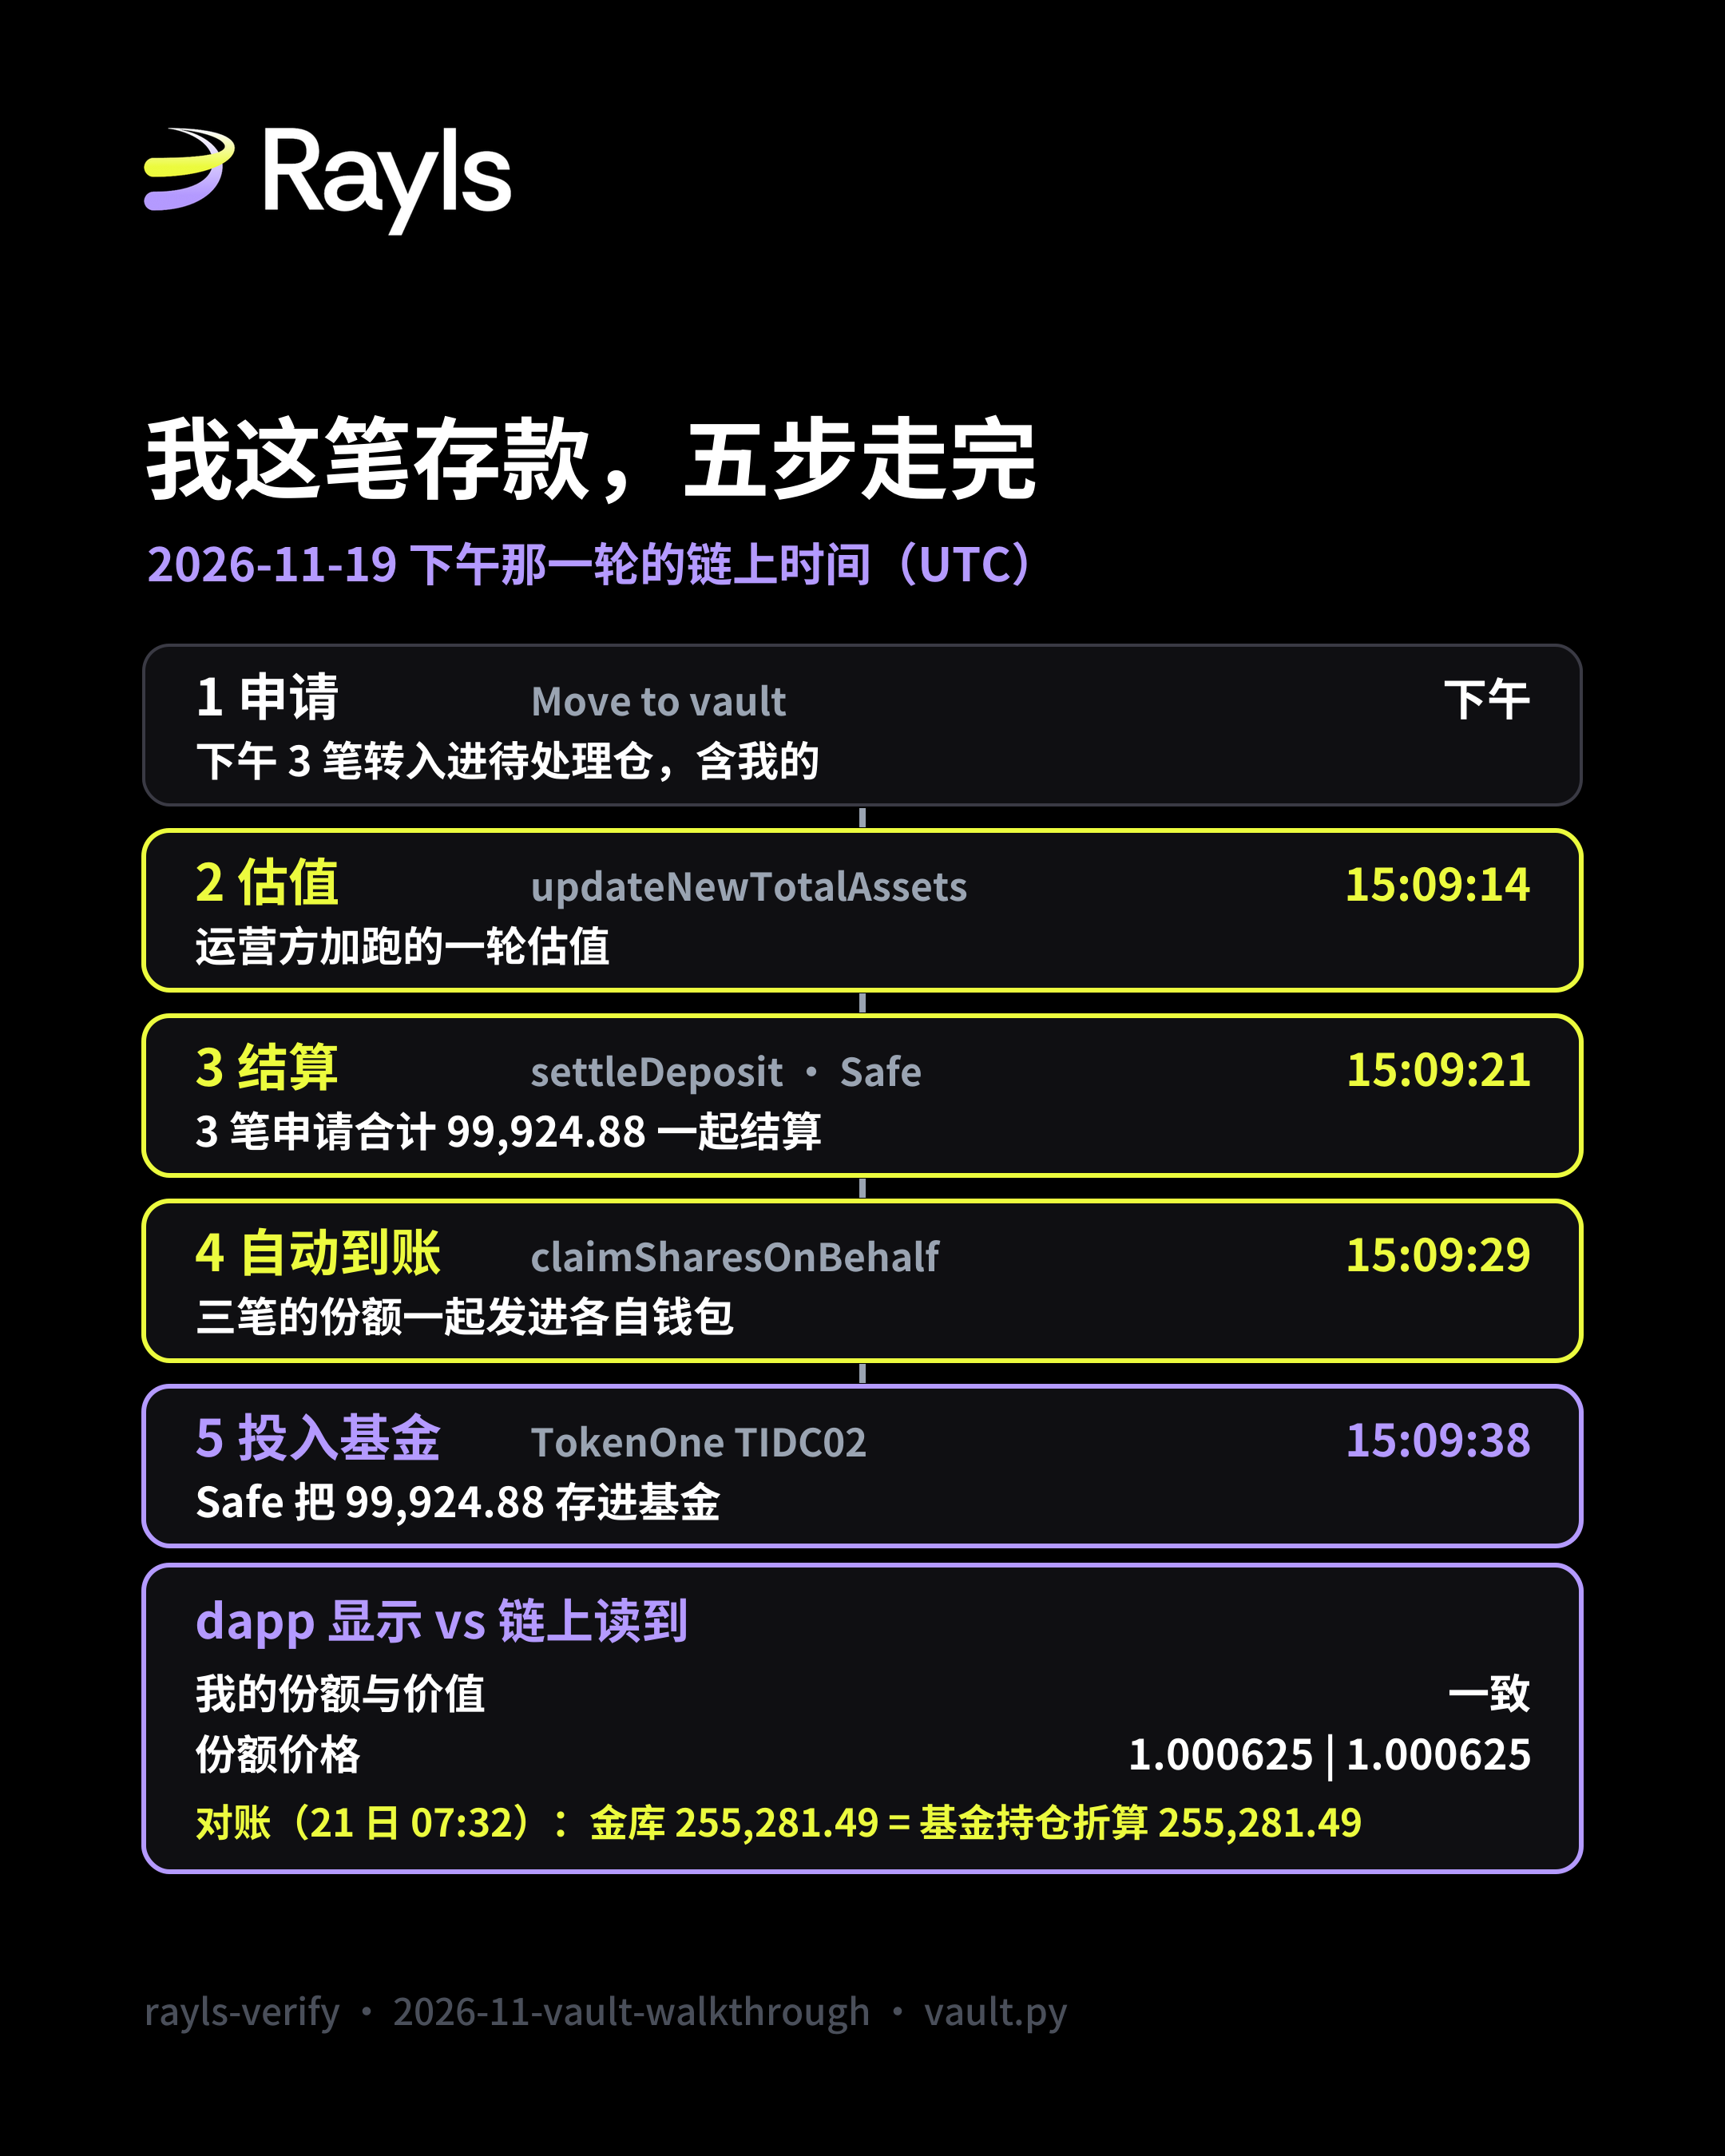 Rayls
我这笔存款，五步走完
2026-11-19 下午那一轮的链上时间（UTC）
1 申请 Move to vault 下午
下午 3 笔转入进待处理仓，含我的
2 估值 updateNewTotalAssets 15:09:14
运营方加跑的一轮估值
3 结算 settleDeposit · Safe 15:09:21
3 笔申请合计 99,924.88 一起结算
4 自动到账 claimSharesOnBehalf 15:09:29
三笔的份额一起发进各自钱包
5 投入基金 TokenOne TIDC02 15:09:38
Safe 把 99,924.88 存进基金
dapp 显示 vs 链上读到
我的份额与价值 一致
份额价格 1.000625 | 1.000625
对账（21 日 07:32）：金库 255,281.49 = 基金持仓折算 255,281.49
rayls-verify · 2026-11-vault-walkthrough · vault.py